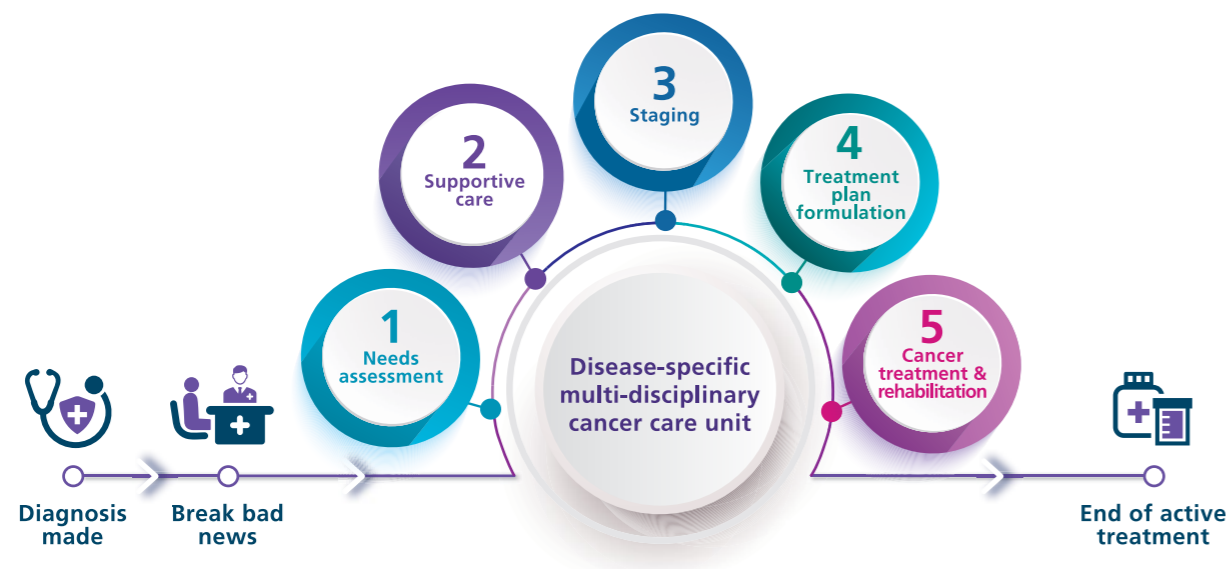 3
Staging
2
Supportive
care
4
Treatment
plan
formulation
1
Needs
assessment
5
Cancer
treatment &
rehabilitation
Disease-specific
multi-disciplinary
cancer care unit
Diagnosis
made
Break bad
news
End of active
treatment